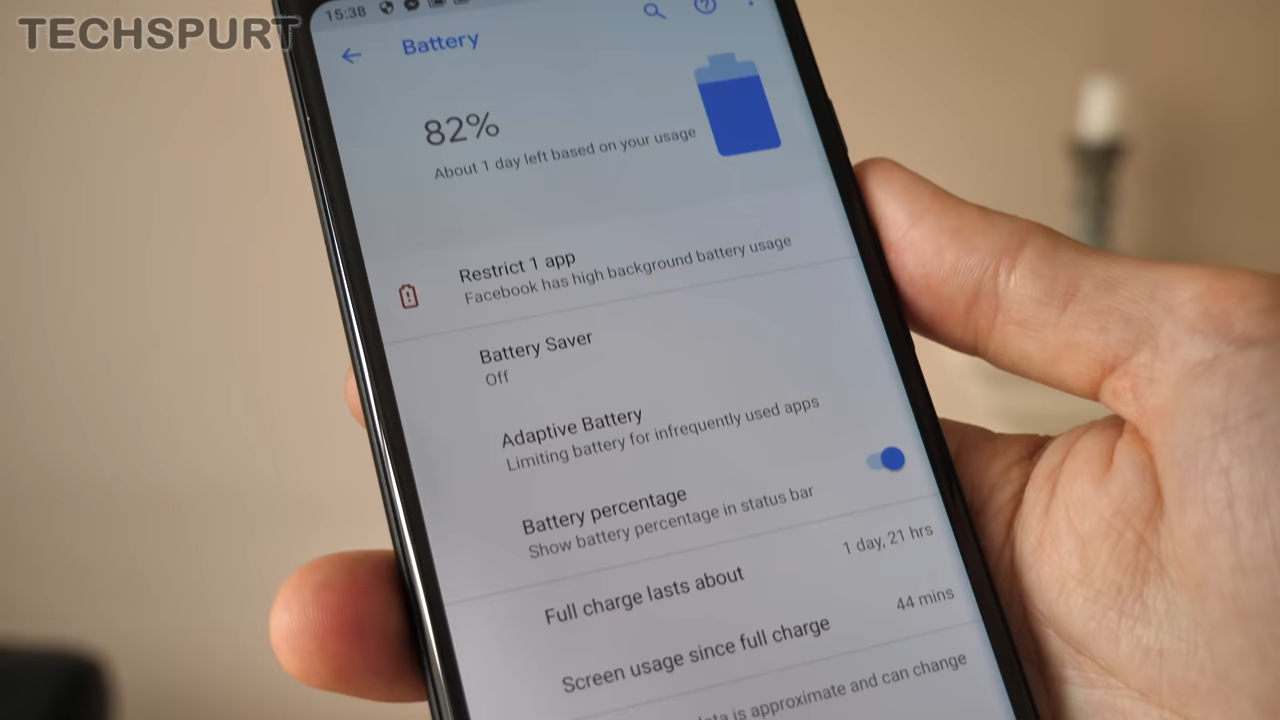 TECHSPURT
15:38
Battery
82%
About 1 day left based on your usage
Restrict 1 app
Facebook has high background battery usage
Battery Saver
Off
Adaptive Battery
Limiting battery for infrequently used apps
Battery percentage
Show battery percentage in status bar
Full charge lasts about
1 day, 21 hrs
Screen usage since full charge
44 mins
is approximate and can change